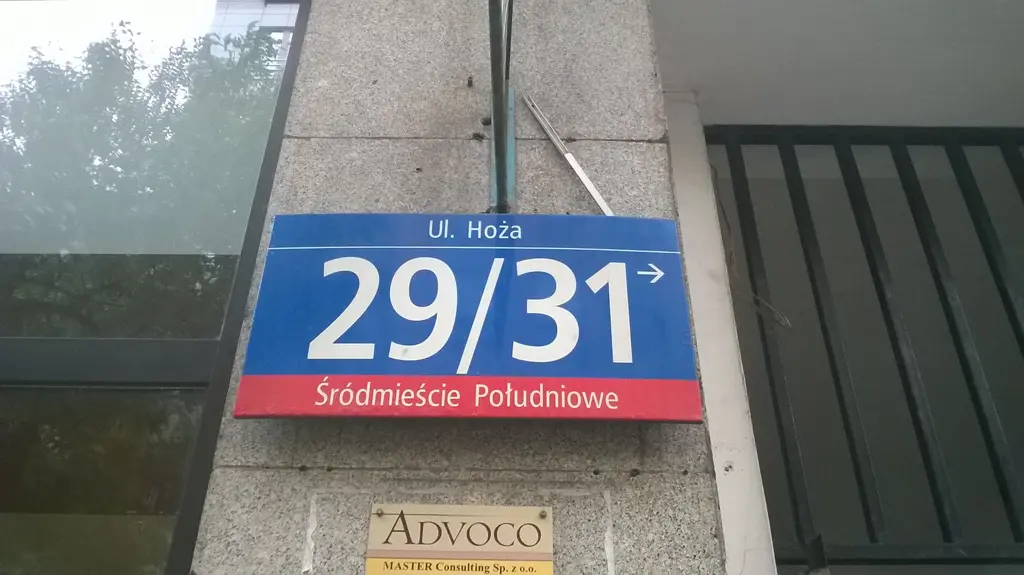 Ul. Hoża
29/31→
Śródmieście Południowe
ADVOCO
MASTER Consulting Sp. z o.o.